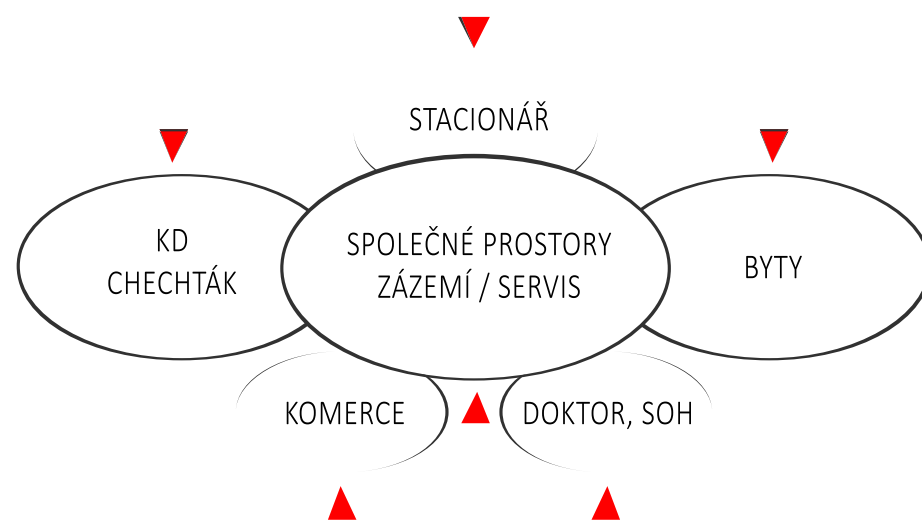 STACIONÁŘ
KD
CHECHTÁK
SPOLEČNÉ PROSTORY
ZÁZEMÍ / SERVIS
BYTY
KOMERCE
DOKTOR, SOH